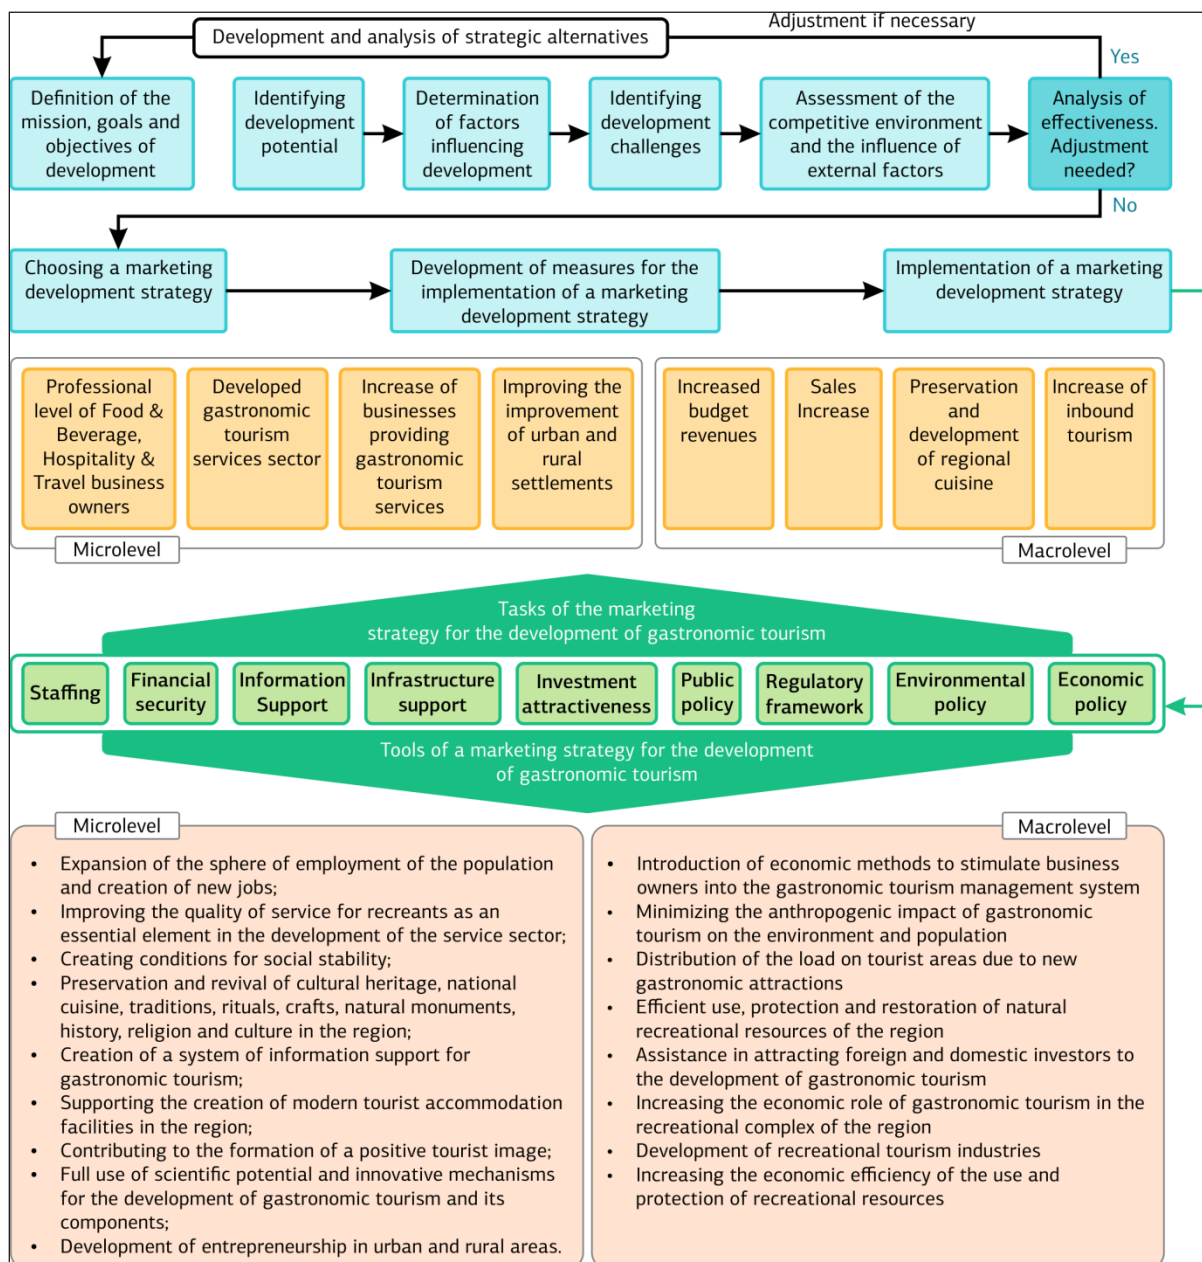 Adjustment if necessary
Development and analysis of strategic alternatives
Yes
Definition of the
mission, goals and
objectives of
development
Identifying
development
potential
Determination
of factors
influencing
development
Identifying
development
challenges
Assessment of the
competitive environment
and the influence of
external factors
Analysis of
effectiveness.
Adjustment
needed?
No
Choosing a marketing
development strategy
Development of measures for the
implementation of a marketing
development strategy
Implementation of a marketing
development strategy
Professional
level of Food &
Beverage,
Hospitality &
Travel business
owners
Developed
gastronomic
tourism
services sector
Increase of
businesses
providing
gastronomic
tourism
services
Improving the
improvement
of urban and
rural
settlements
Microlevel
Increased
budget
revenues
Sales
Increase
Preservation
and
development
of regional
cuisine
Increase of
inbound
tourism
Macrolevel
Tasks of the marketing
strategy for the development of gastronomic tourism
Staffing
Financial
security
Information
Support
Infrastructure
support
Investment
attractiveness
Public
policy
Regulatory
framework
Environmental
policy
Economic
policy
Tools of a marketing strategy for the development
of gastronomic tourism
Microlevel
• Expansion of the sphere of employment of the population
and creation of new jobs;
• Improving the quality of service for recreants as an
essential element in the development of the service sector;
• Creating conditions for social stability;
• Preservation and revival of cultural heritage, national
cuisine, traditions, rituals, crafts, natural monuments,
history, religion and culture in the region;
• Creation of a system of information support for
gastronomic tourism;
• Supporting the creation of modern tourist accommodation
facilities in the region;
• Contributing to the formation of a positive tourist image;
• Full use of scientific potential and innovative mechanisms
for the development of gastronomic tourism and its
components;
• Development of entrepreneurship in urban and rural areas.
Macrolevel
• Introduction of economic methods to stimulate business
owners into the gastronomic tourism management system
• Minimizing the anthropogenic impact of gastronomic
tourism on the environment and population
• Distribution of the load on tourist areas due to new
gastronomic attractions
• Efficient use, protection and restoration of natural
recreational resources of the region
• Assistance in attracting foreign and domestic investors to
the development of gastronomic tourism
• Increasing the economic role of gastronomic tourism in the
recreational complex of the region
• Development of recreational tourism industries
• Increasing the economic efficiency of the use and
protection of recreational resources